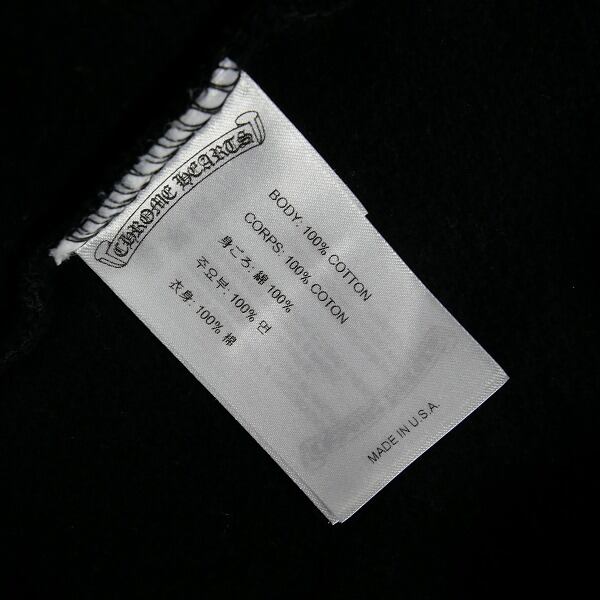 CHROME HEARTS
BODY: 100% COTTON
CORPS: 100% COTON
身ごろ: 綿 100%
주요부: 100% 면
衣身: 100% 棉
MADE IN U.S.A.